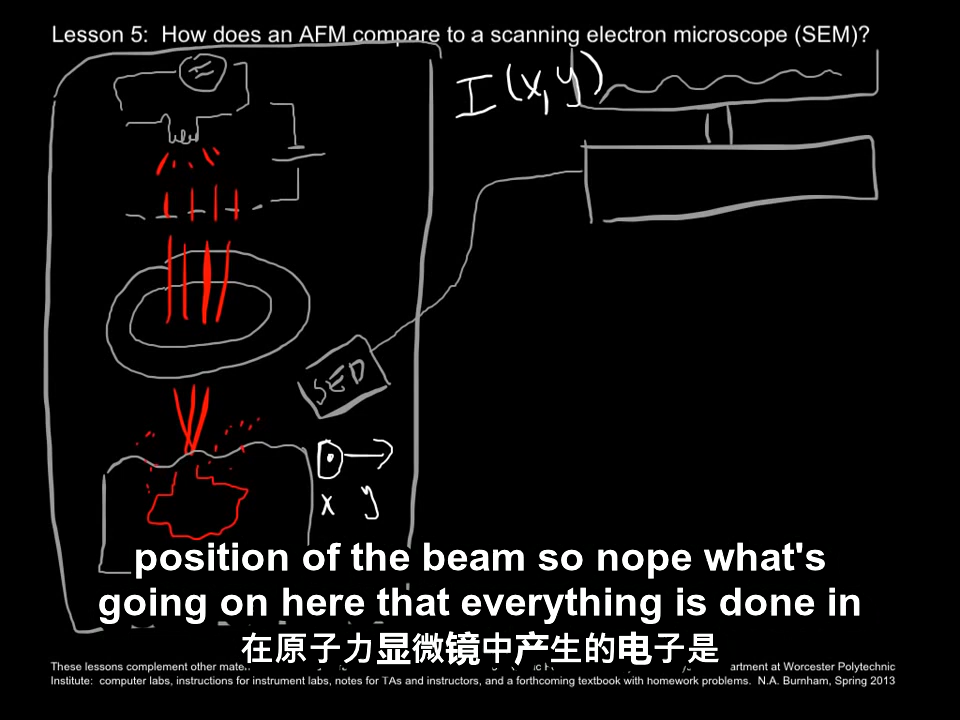 Lesson 5: How does an AFM compare to a scanning electron microscope (SEM)?
I (x, y)
SED
x y
position of the beam so nope what's
going on here that everything is done in
在原子力显微镜中产生的电子是
These lessons complement other mater
partment at Worcester Polytechnic
Institute: computer labs, instructions for instrument labs, notes for TAs and instructors, and a forthcoming textbook with homework problems. N.A. Burnham, Spring 2013